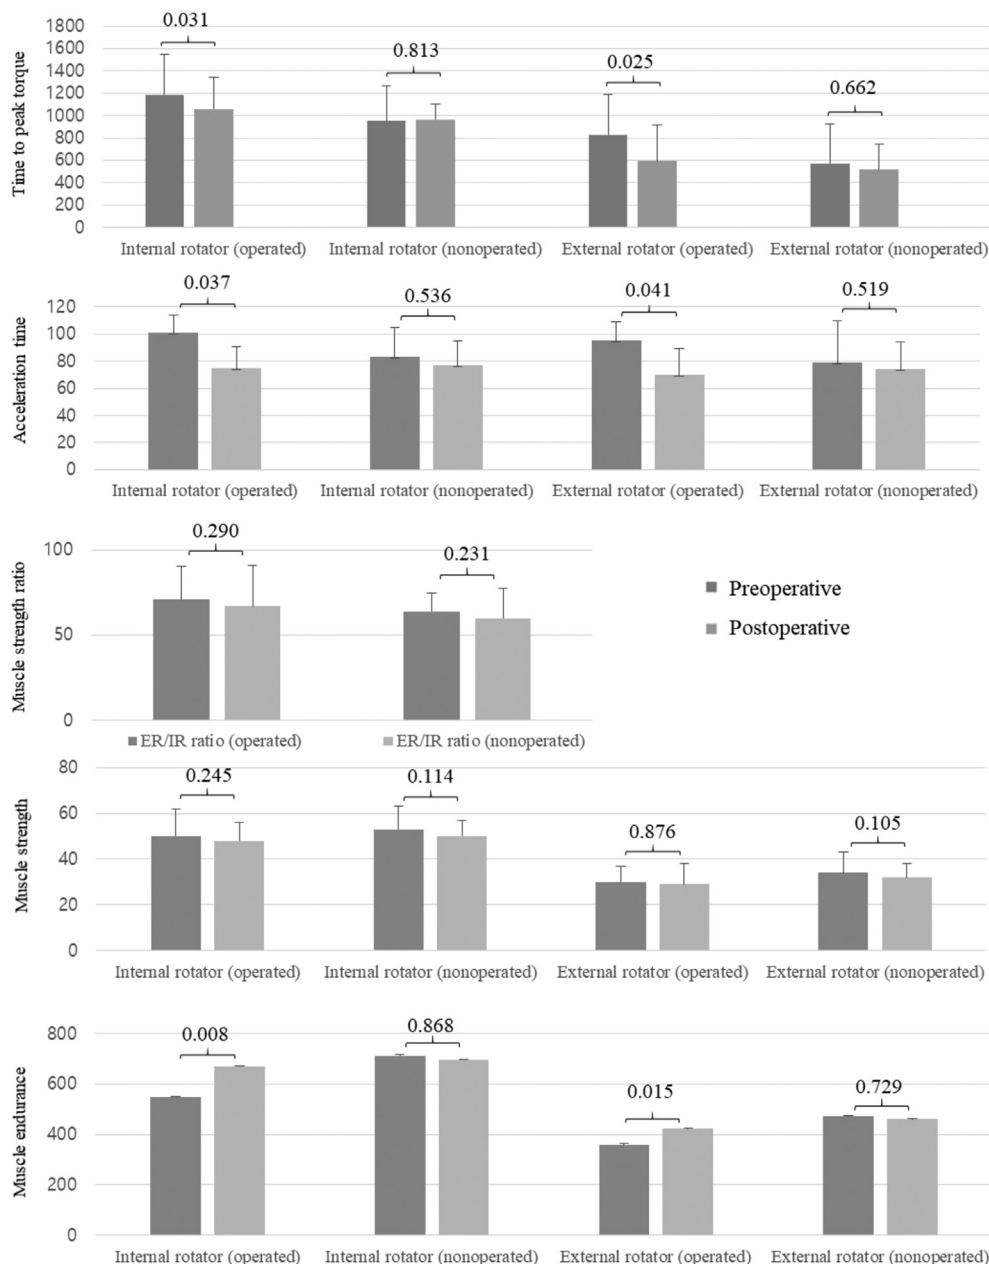 Time to peak torque
1800
1600
1400
1200
1000
800
600
400
200
0
0.031
0.813
0.025
0.662
Internal rotator (operated)
Internal rotator (nonoperated)
External rotator (operated)
External rotator (nonoperated)
Acceleration time
120
100
80
60
40
20
0
0.037
0.536
0.041
0.519
Internal rotator (operated)
Internal rotator (nonoperated)
External rotator (operated)
External rotator (nonoperated)
Muscle strength ratio
100
50
0
0.290
0.231
ER/IR ratio (operated)
ER/IR ratio (nonoperated)
Preoperative
Postoperative
Muscle strength
80
60
40
20
0
0.245
0.114
0.876
0.105
Internal rotator (operated)
Internal rotator (nonoperated)
External rotator (operated)
External rotator (nonoperated)
Muscle endurance
800
600
400
200
0
0.008
0.868
0.015
0.729
Internal rotator (operated)
Internal rotator (nonoperated)
External rotator (operated)
External rotator (nonoperated)